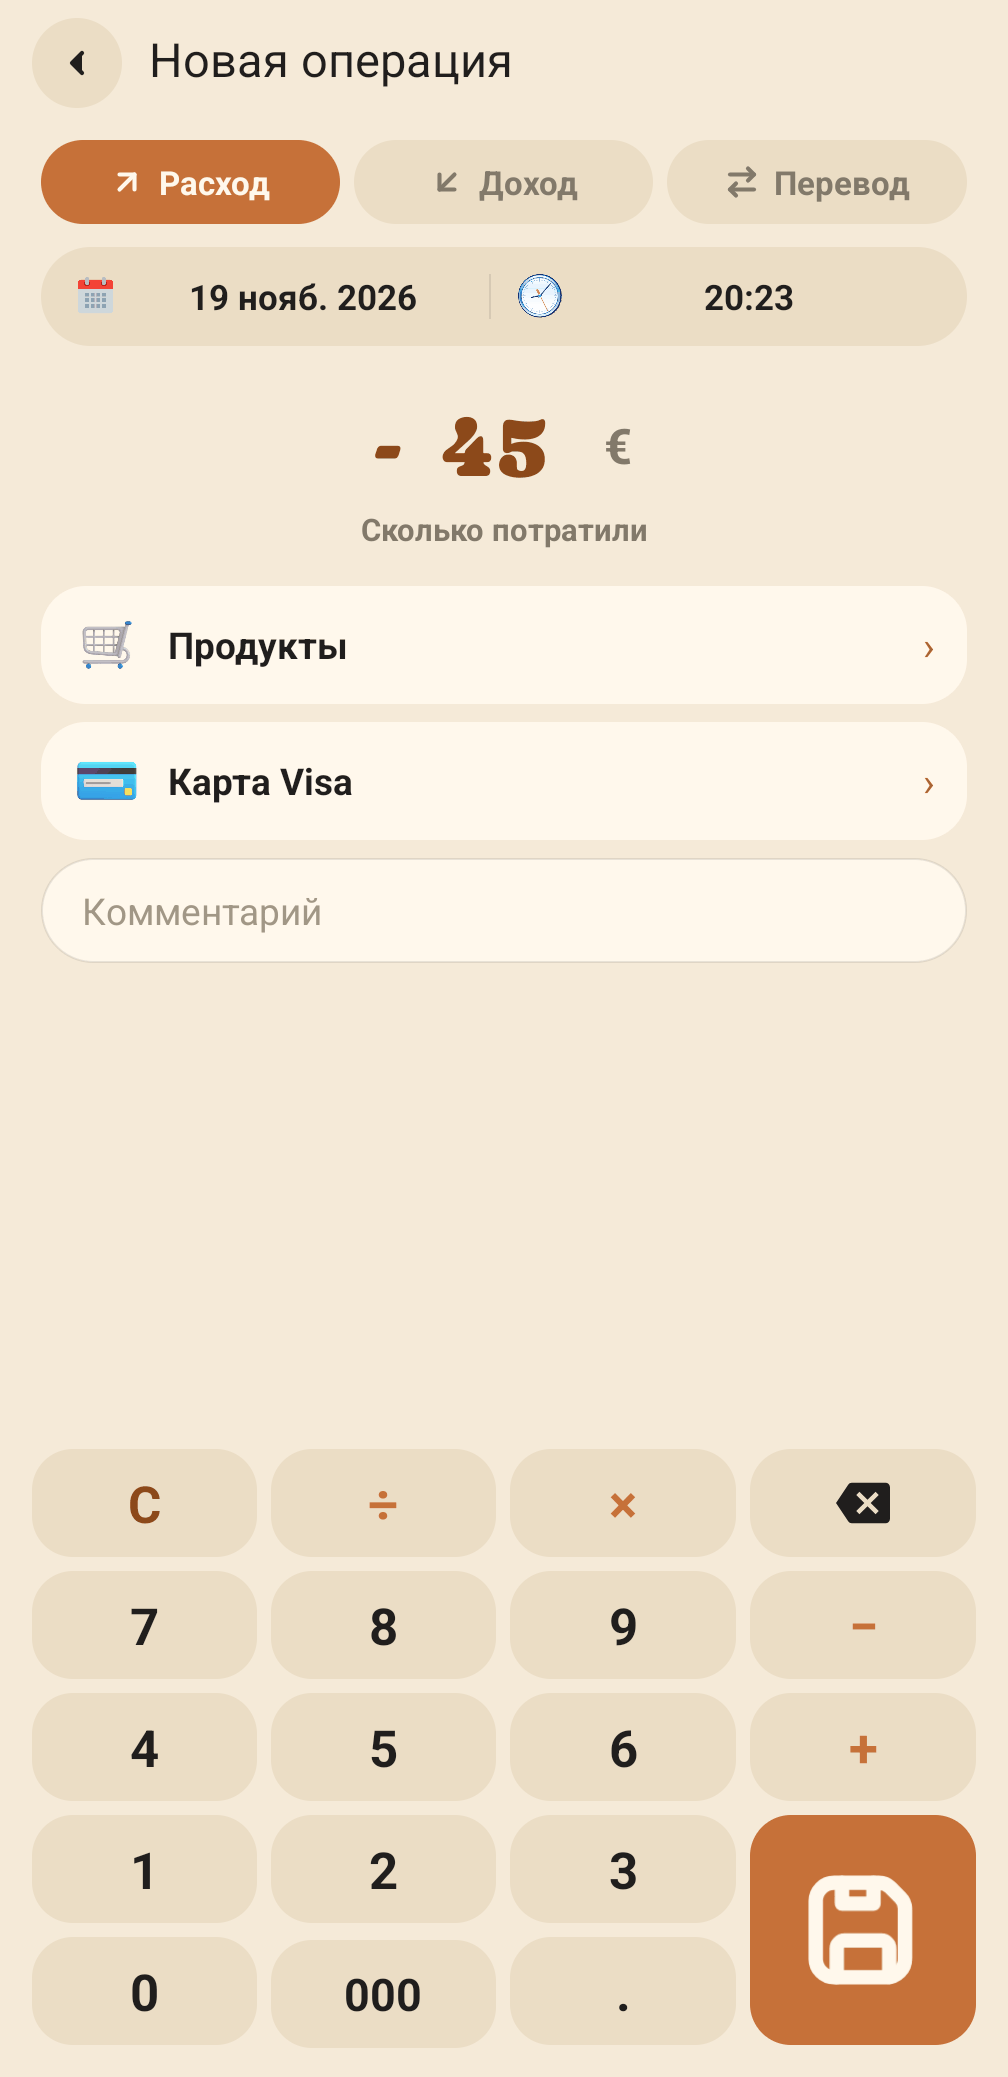 Новая операция
Расход Доход Перевод
19 нояб. 2026 20:23
- 45 €
Сколько потратили
Продукты ›
Карта Visa ›
Комментарий
C ÷ ×
7 8 9 −
4 5 6 +
1 2 3
0 000 .